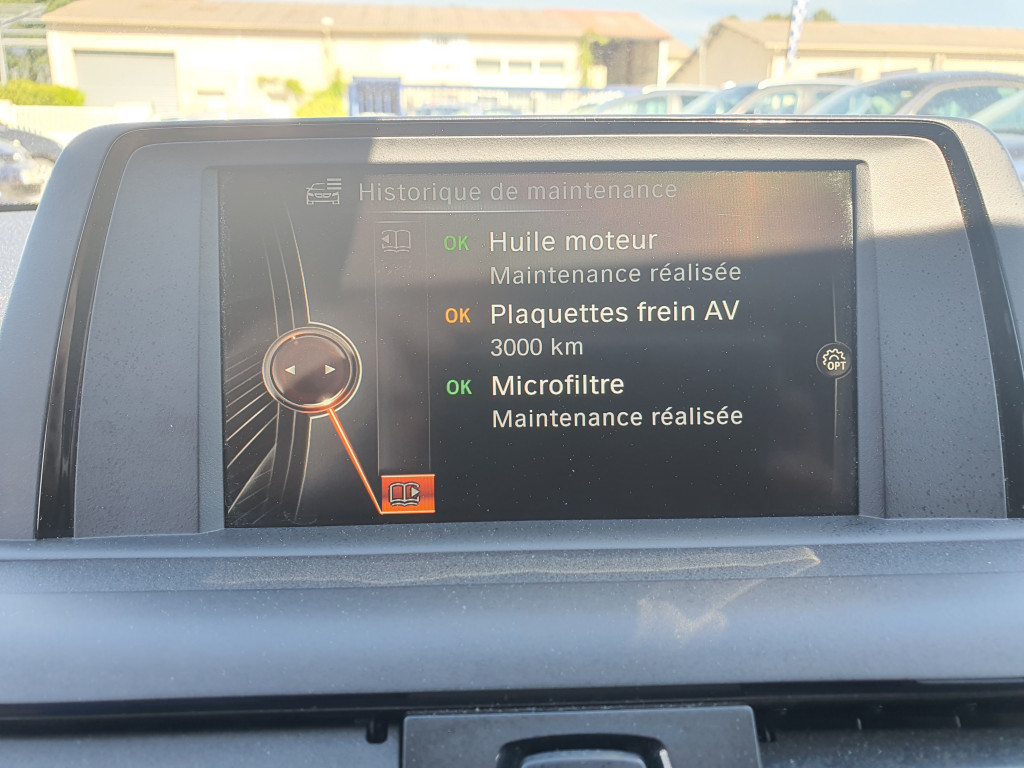 Historique de maintenance
OK Huile moteur
Maintenance réalisée
OK Plaquettes frein AV
3000 km
OPT
OK Microfiltre
Maintenance réalisée